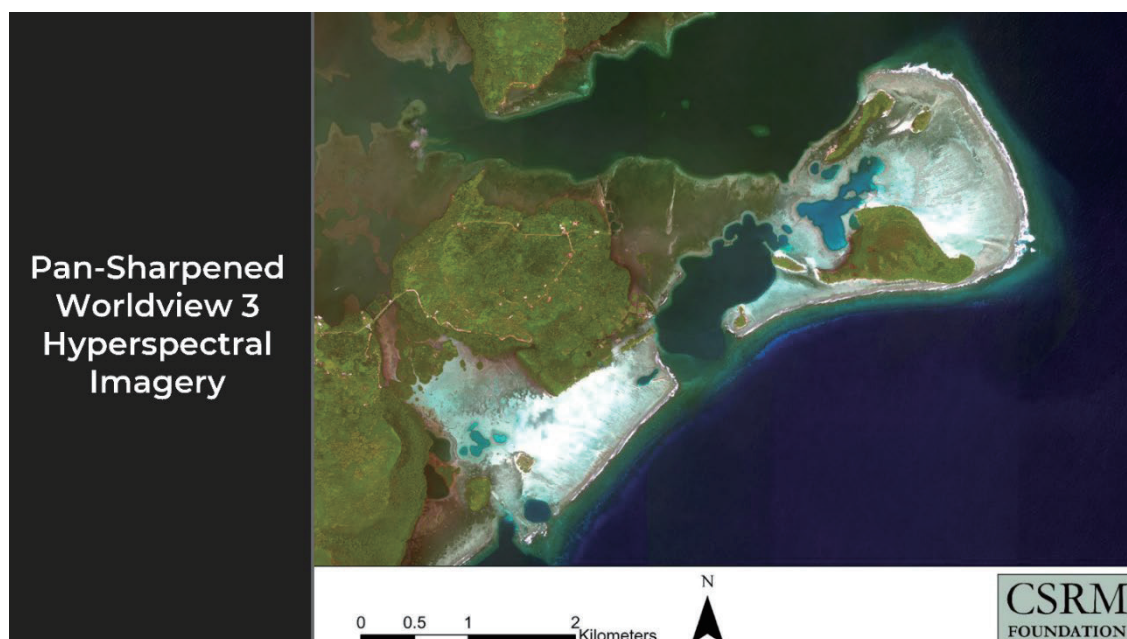 Pan-Sharpened
Worldview 3
Hyperspectral
Imagery
N
0 0.5 1 2
Kilometers
CSRM
FOUNDATION